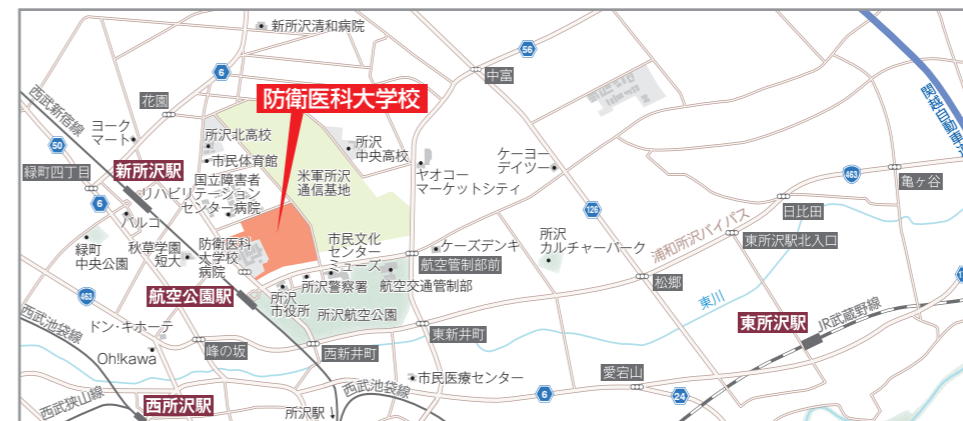 新所沢清和病院
56
6
中富
西武新宿線
防衛医科大学校
花園
関越自動車道
ヨーク
マート
50
所沢北高校
市民体育館
所沢
中央高校
ケーヨー
デイツー
緑町四丁目
新所沢駅
国立障害者
リハビリテーション
センター病院
米軍所沢
通信基地
ヤオコー
マーケットシティ
463
亀ヶ谷
6
パルコ
126
日比田
緑町
中央公園
秋草学園
短大
防衛医科
大学校
病院
市民文化
センター
ミューズ
ケーズデンキ
所沢
カルチャーパーク
浦和所沢バイパス
東所沢駅北入口
航空管制部前
463
航空公園駅
所沢
市役所
所沢警察署
航空交通管制部
松郷
東川
西武池袋線
ドン・キホーテ
所沢航空公園
東新井町
東所沢駅
JR武蔵野線
Oh!kawa
峰の坂
西新井町
市民医療センター
愛宕山
西武狭山線
西所沢駅
所沢駅
西武池袋線
6
24